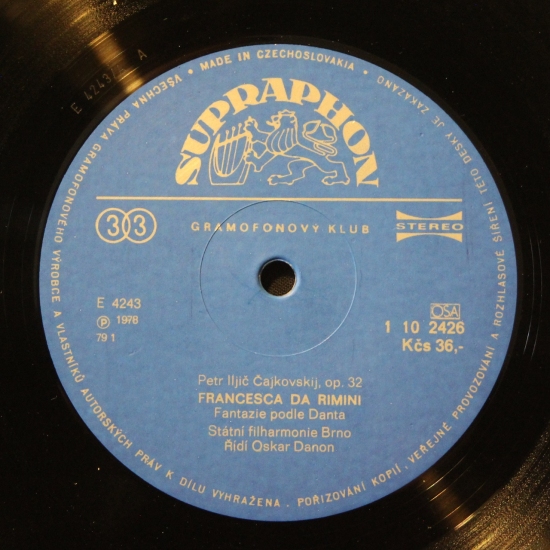 MADE IN CZECHOSLOVAKIA • VŠECHNA PRÁVA GRAMOFONOVÉHO VÝROBCE A VLASTNÍKŮ AUTORSKÝCH PRÁV K DÍLU VYHRAŽENA. POŘIZOVÁNÍ KOPIÍ. VEŘEJNÉ PROVOZOVÁNÍ A ROZHLASOVÉ ŠÍŘENÍ TÉTO DESKY JE ZAKÁZÁNO
SUPRAPHON
33
GRAMOFONOVÝ KLUB
STEREO
E 4243
Ⓟ 1978
79 1
OSA
1 10 2426
Kčs 36,-
Petr Iljič Čajkovskij, op. 32
FRANCESCA DA RIMINI
Fantazie podle Danta
Státní filharmonie Brno
Řídí Oskar Danon